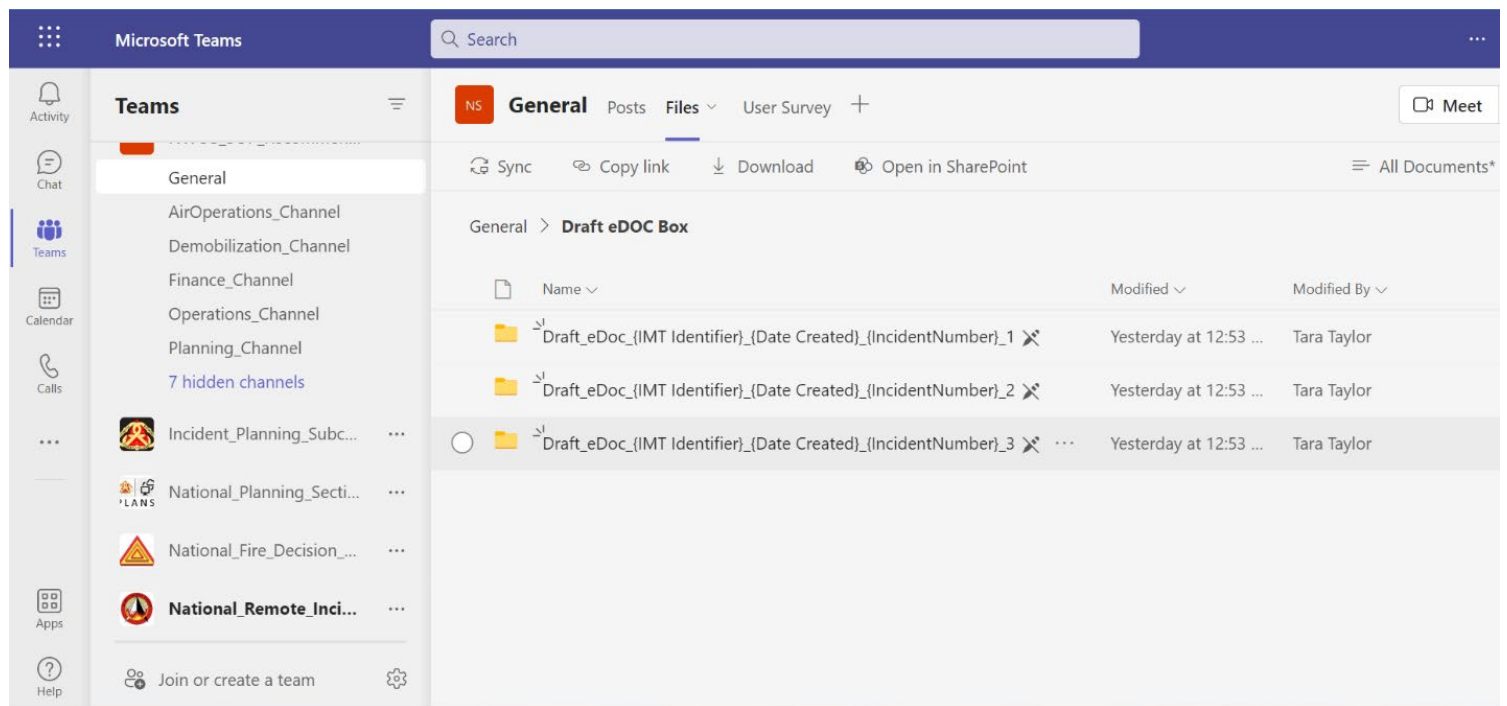 Microsoft Teams
Search
Activity
Chat
Teams
Calendar
Calls
Apps
Help
Teams
General
AirOperations_Channel
Demobilization_Channel
Finance_Channel
Operations_Channel
Planning_Channel
7 hidden channels
Incident_Planning_Subc...
PLANS
National_Planning_Secti...
National_Fire_Decision_...
National_Remote_Inci...
Join or create a team
NS General Posts Files User Survey
Meet
Sync Copy link Download Open in SharePoint All Documents*
General > Draft eDOC Box
Name Modified Modified By
Draft_eDoc_{IMT Identifier}_{Date Created}_{IncidentNumber}_1 Yesterday at 12:53 ... Tara Taylor
Draft_eDoc_{IMT Identifier}_{Date Created}_{IncidentNumber}_2 Yesterday at 12:53 ... Tara Taylor
Draft_eDoc_{IMT Identifier}_{Date Created}_{IncidentNumber}_3 Yesterday at 12:53 ... Tara Taylor